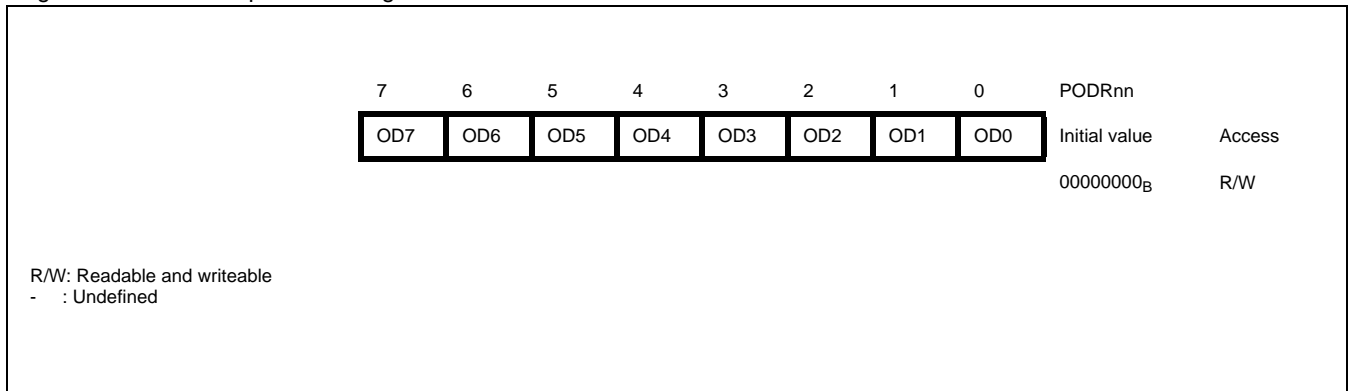 7 6 5 4 3 2 1 0 PODRnn
OD7 OD6 OD5 OD4 OD3 OD2 OD1 OD0 Initial value Access
00000000B R/W
R/W: Readable and writeable
- : Undefined